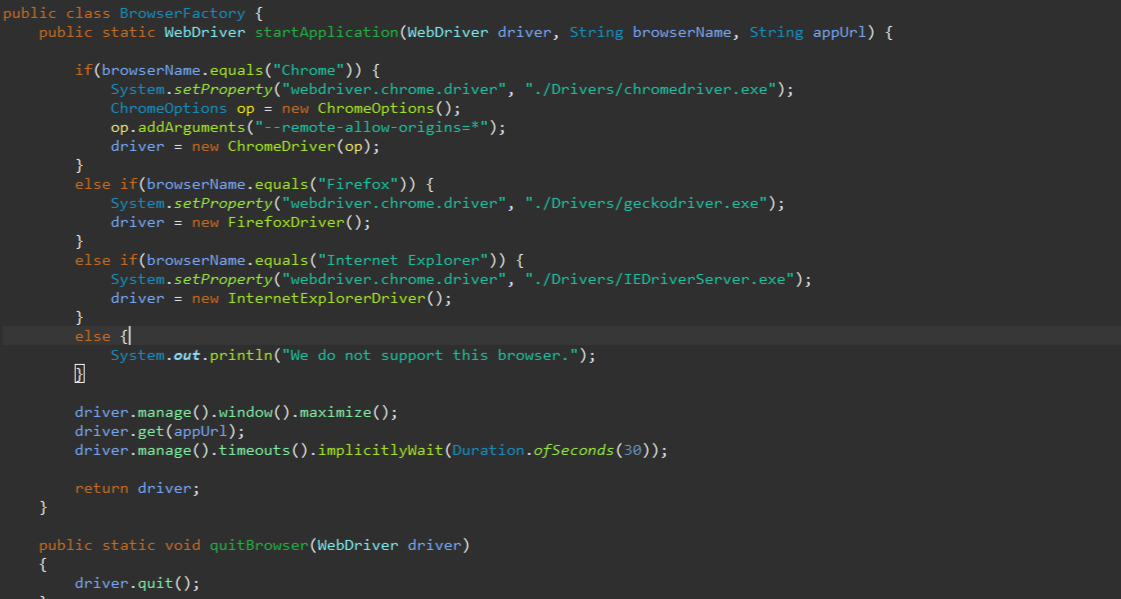 public class BrowserFactory {
    public static WebDriver startApplication(WebDriver driver, String browserName, String appUrl) {

        if(browserName.equals("Chrome")) {
            System.setProperty("webdriver.chrome.driver", "./Drivers/chromedriver.exe");
            ChromeOptions op = new ChromeOptions();
            op.addArguments("--remote-allow-origins=*");
            driver = new ChromeDriver(op);
        }
        else if(browserName.equals("Firefox")) {
            System.setProperty("webdriver.chrome.driver", "./Drivers/geckodriver.exe");
            driver = new FirefoxDriver();
        }
        else if(browserName.equals("Internet Explorer")) {
            System.setProperty("webdriver.chrome.driver", "./Drivers/IEDriverServer.exe");
            driver = new InternetExplorerDriver();
        }
        else {
            System.out.println("We do not support this browser.");
        }

        driver.manage().window().maximize();
        driver.get(appUrl);
        driver.manage().timeouts().implicitlyWait(Duration.ofSeconds(30));

        return driver;
    }

    public static void quitBrowser(WebDriver driver)
    {
        driver.quit();
    }